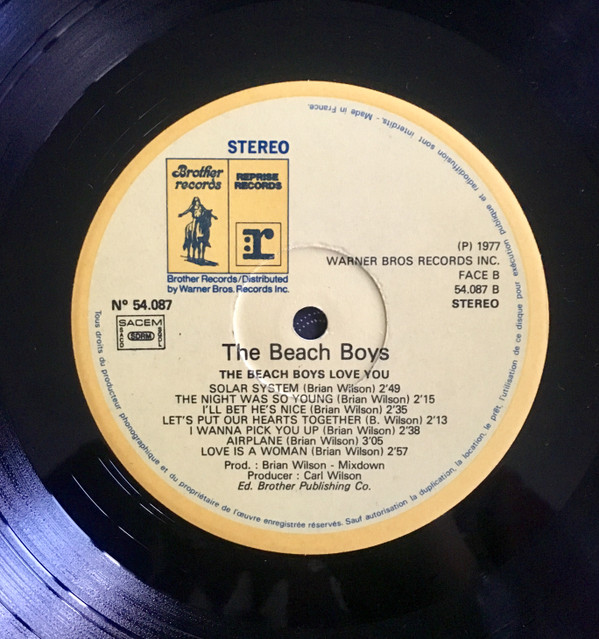 STEREO
Brother
records
REPRISE
RECORDS
r
Brother Records/Distributed
by Warner Bros. Records Inc.
(P) 1977
WARNER BROS RECORDS INC.
FACE B
54.087 B
STEREO
N° 54.087
SACEM
SACD
SDRM
SGDL
The Beach Boys
THE BEACH BOYS LOVE YOU
SOLAR SYSTEM (Brian Wilson) 2'49
THE NIGHT WAS SO YOUNG (Brian Wilson) 2'15
I'LL BET HE'S NICE (Brian Wilson) 2'35
LET'S PUT OUR HEARTS TOGETHER (B. Wilson) 2'13
I WANNA PICK YOU UP (Brian Wilson) 2'38
AIRPLANE (Brian Wilson) 3'05
LOVE IS A WOMAN (Brian Wilson) 2'57
Prod. : Brian Wilson - Mixdown
Producer : Carl Wilson
Ed. Brother Publishing Co.
Tous droits du producteur phonographique et du propriétaire de l'œuvre enregistrée réservés. Sauf autorisation la duplication, la location, le prêt, l'utilisation de ce disque pour exécution publique et radiodiffusion sont interdits. - Made in France.